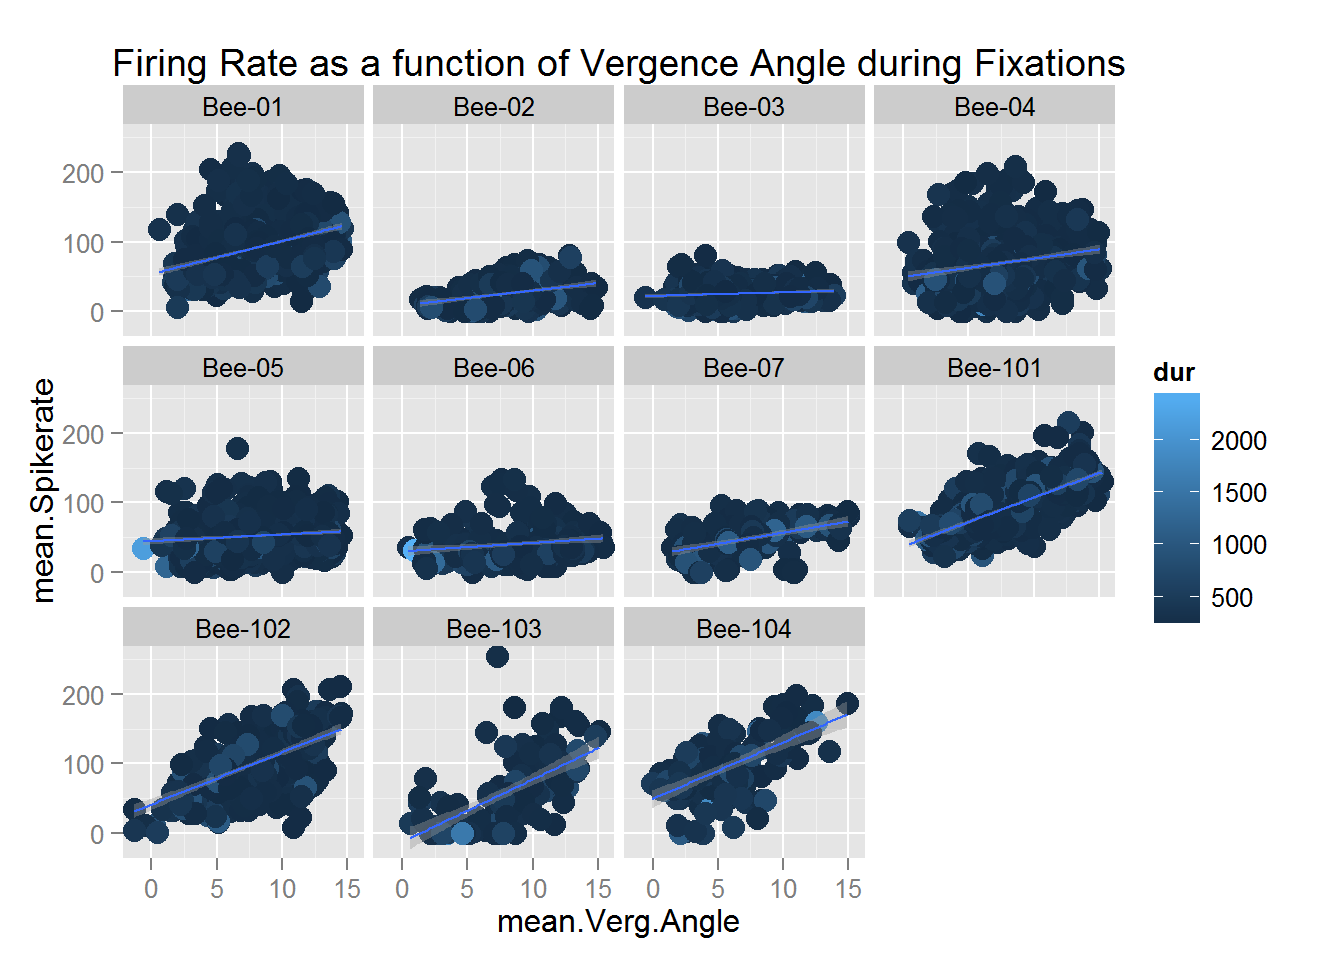 Firing Rate as a function of Vergence Angle during Fixations
Bee-01 Bee-02 Bee-03 Bee-04
200
100
0
Bee-05 Bee-06 Bee-07 Bee-101
200
100
0
Bee-102 Bee-103 Bee-104
200
100
0
0 5 10 15 0 5 10 15 0 5 10 15
mean.Verg.Angle
mean.Spikerate
dur
2000
1500
1000
500